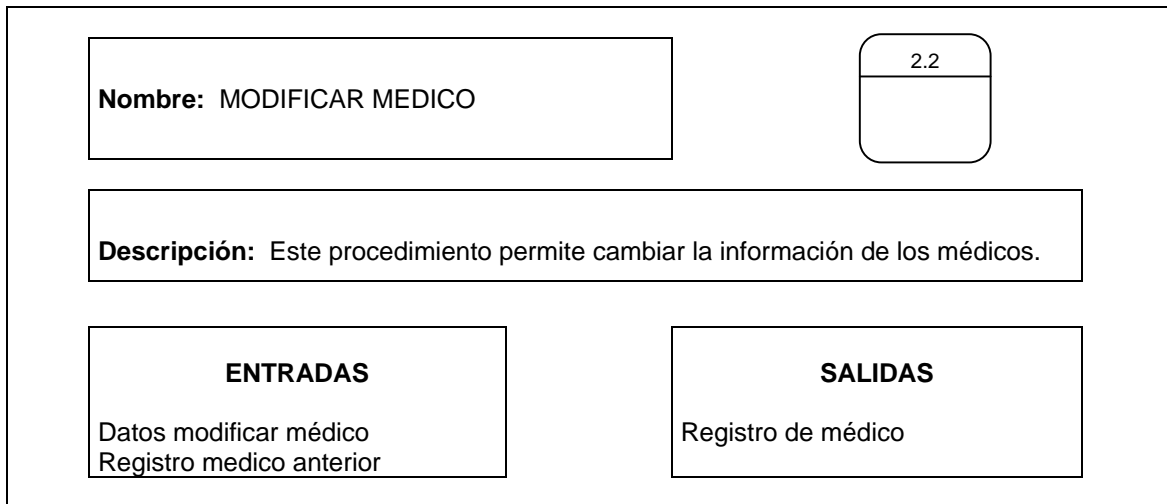 Nombre: MODIFICAR MEDICO
2.2
Descripción: Este procedimiento permite cambiar la información de los médicos.
ENTRADAS
Datos modificar médico
Registro medico anterior
SALIDAS
Registro de médico